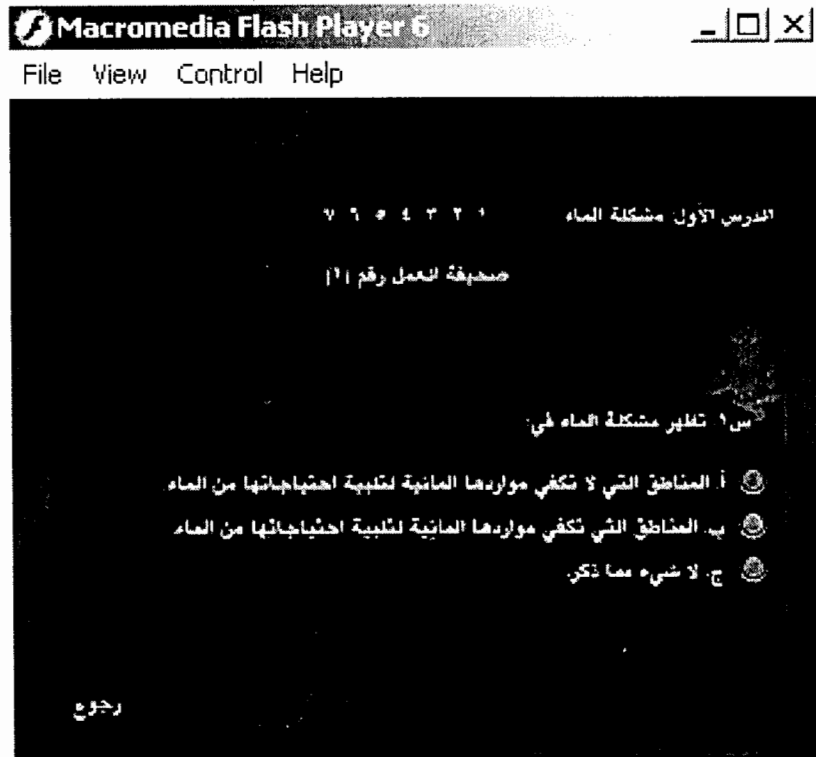 Macromedia Flash Player 6
File View Control Help
الدرس الأول: مشكلة الماء ١ ٢ ٣ ٤ ٥ ٦ ٧
صحيفة العمل رقم (١)
س١. تظهر مشكلة الماء في:
أ. المناطق التي لا تكفي مواردها المائية لتلبية احتياجاتها من الماء.
ب. المناطق التي تكفي مواردها المائية لتلبية احتياجاتها من الماء.
ج. لا شيء مما ذكر.
رجوع